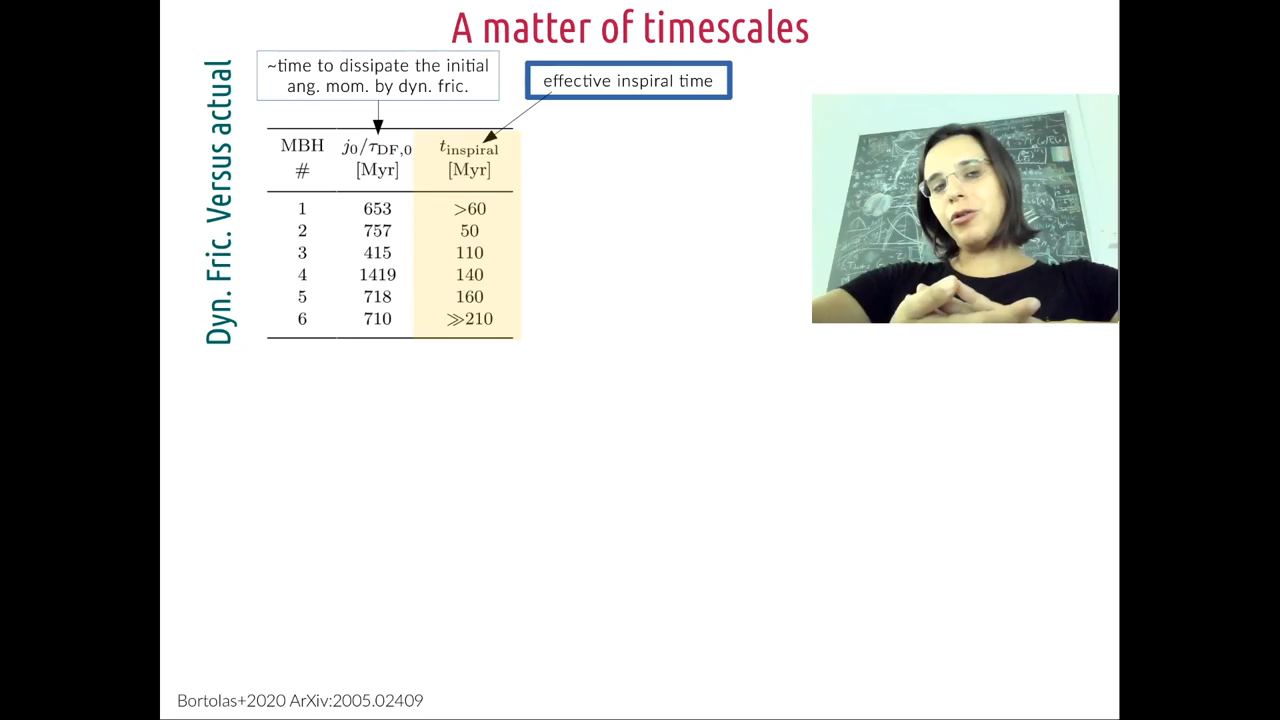 A matter of timescales
Dyn. Fric. Versus actual
~time to dissipate the initial
ang. mom. by dyn. fric.
effective inspiral time
MBH j₀/τ_DF,0 t_inspiral
# [Myr] [Myr]
1 653 >60
2 757 50
3 415 110
4 1419 140
5 718 160
6 710 ≫210
Bortolas+2020 ArXiv:2005.02409